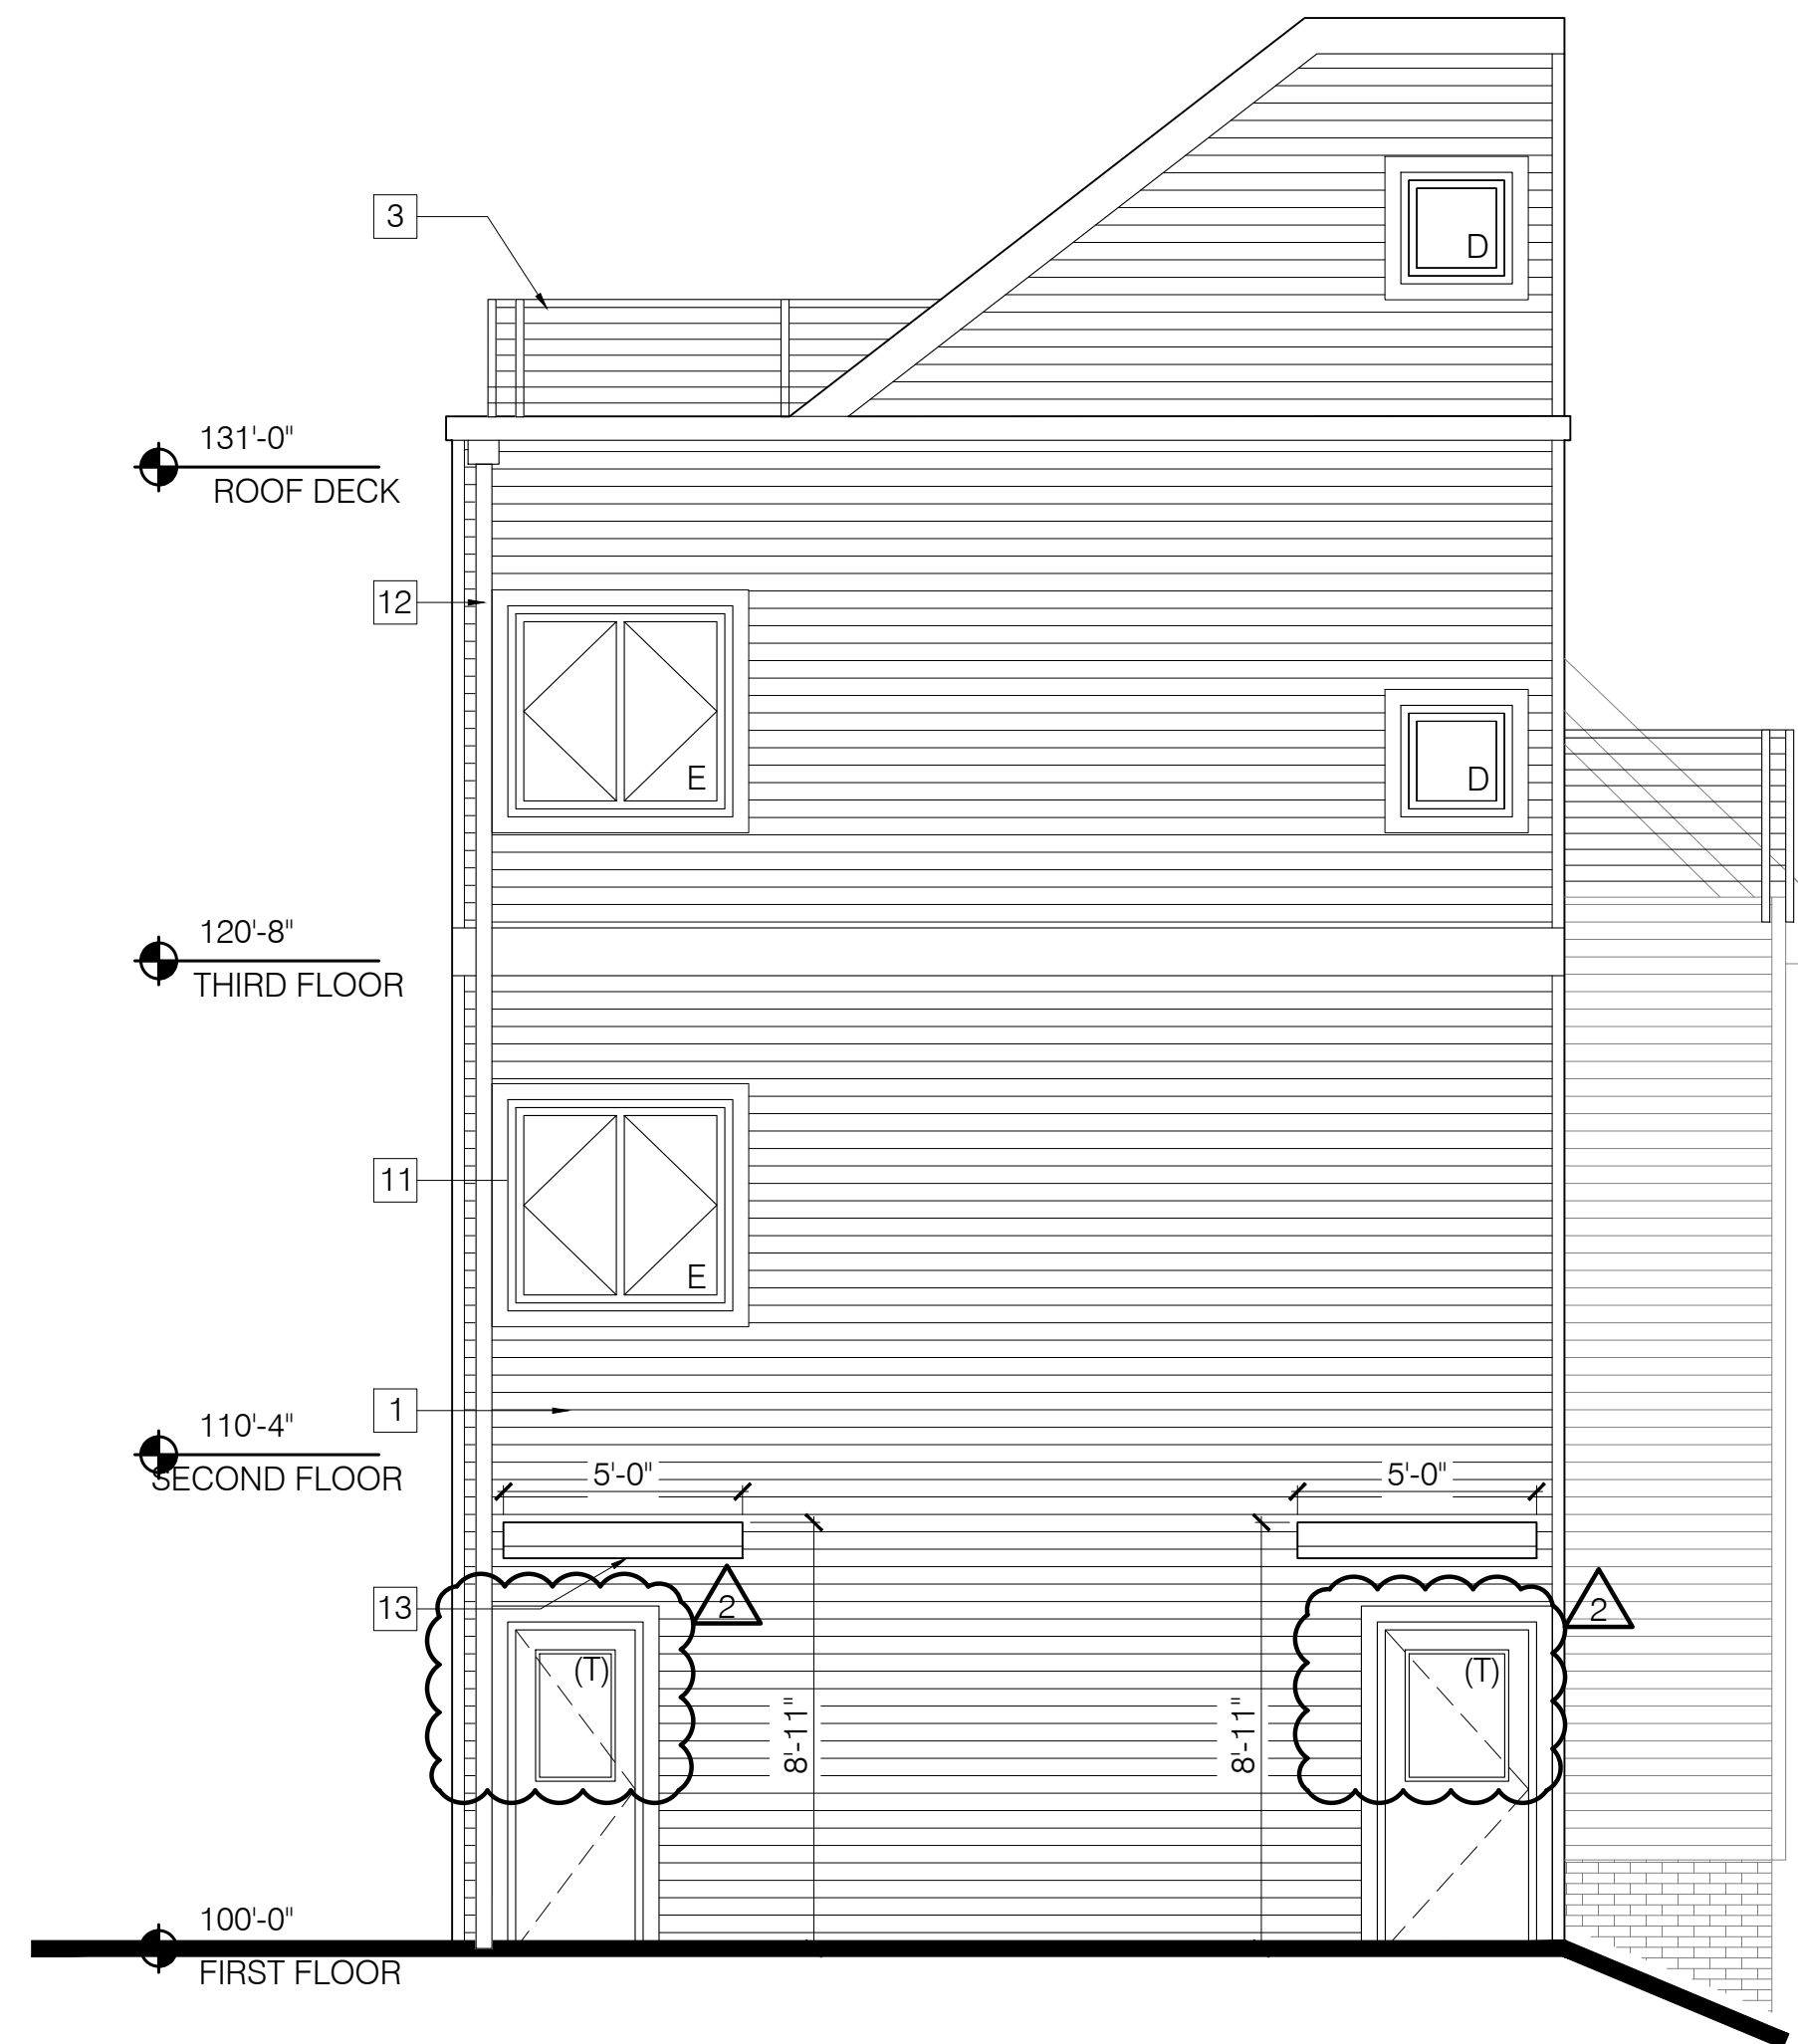 D
3
131'-0"
ROOF DECK
12
E
D
120'-8"
THIRD FLOOR
11
E
1
110'-4"
SECOND FLOOR
5'-0"
5'-0"
13
2
2
(T)
(T)
8'-11"
8'-11"
100'-0"
FIRST FLOOR